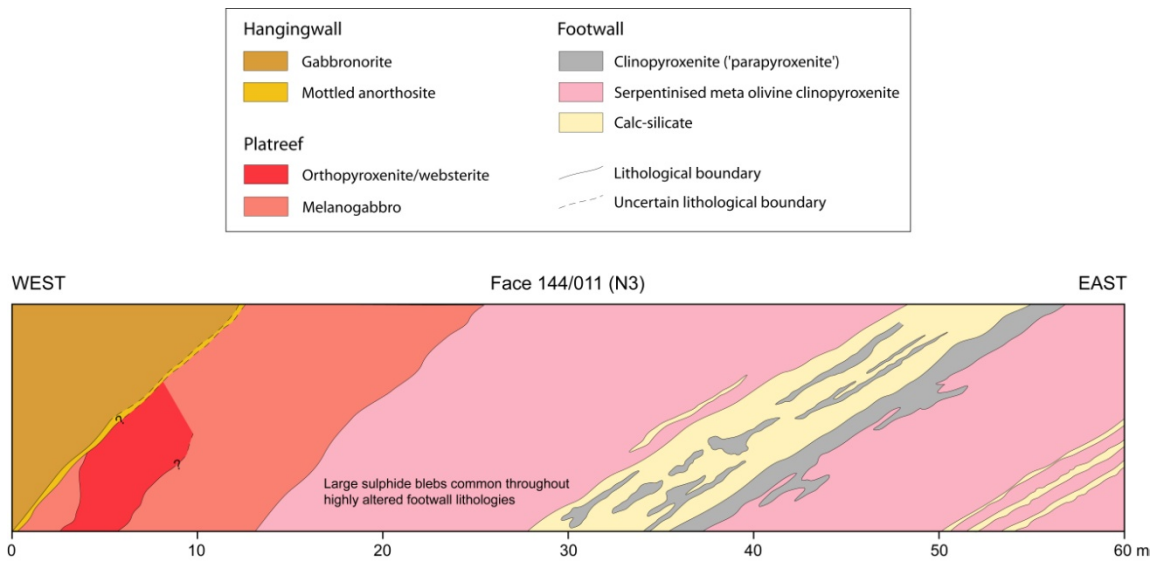 Hangingwall
Gabbronorite
Mottled anorthosite
Platreef
Orthopyroxenite/websterite
Melanogabbro
Footwall
Clinopyroxenite ('parapyroxenite')
Serpentinised meta olivine clinopyroxenite
Calc-silicate
Lithological boundary
Uncertain lithological boundary
WEST
Face 144/011 (N3)
EAST
?
?
Large sulphide blebs common throughout
highly altered footwall lithologies
0
10
20
30
40
50
60 m